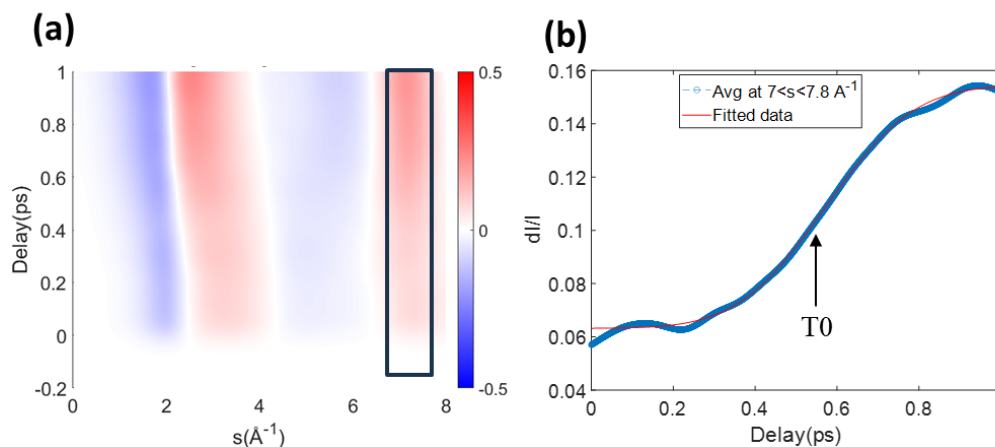 (a)
1
0.8
0.6
0.4
0.2
0
-0.2
Delay(ps)
0 2 4 6 8
s(Å⁻¹)
0.5
0
-0.5
(b)
0.16
0.14
0.12
0.1
0.08
0.06
0.04
dI/I
Avg at 7<s<7.8 A⁻¹
Fitted data
T0
0 0.2 0.4 0.6 0.8
Delay(ps)